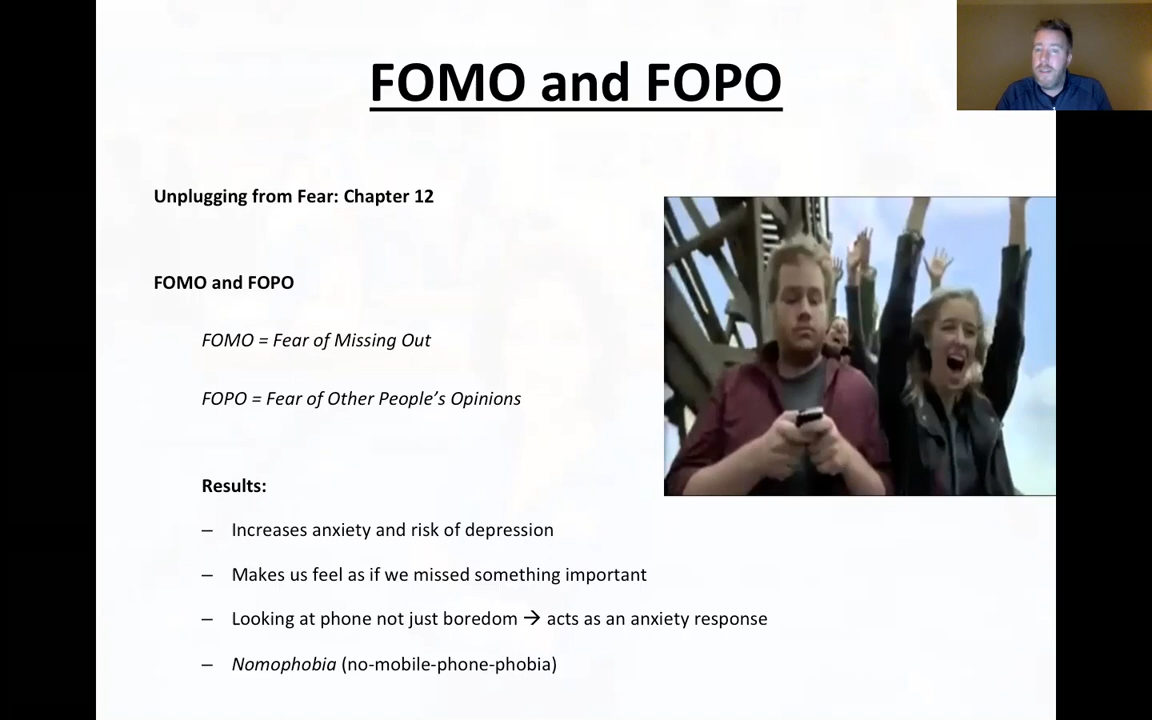 FOMO and FOPO
Unplugging from Fear: Chapter 12
FOMO and FOPO
FOMO = Fear of Missing Out
FOPO = Fear of Other People’s Opinions
Results:
– Increases anxiety and risk of depression
– Makes us feel as if we missed something important
– Looking at phone not just boredom → acts as an anxiety response
– Nomophobia (no-mobile-phone-phobia)